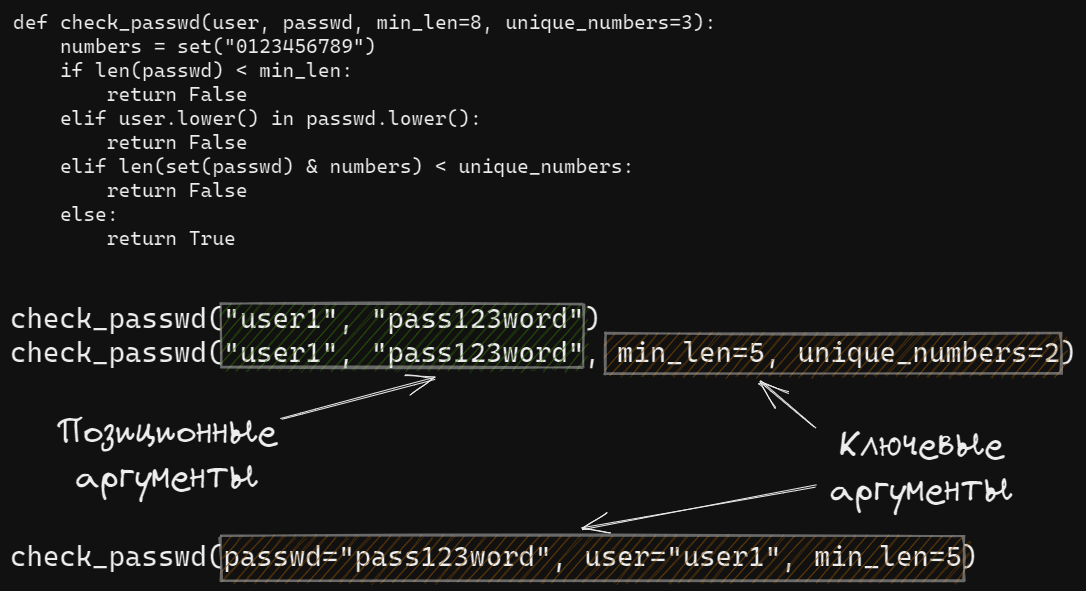 def check_passwd(user, passwd, min_len=8, unique_numbers=3):
    numbers = set("0123456789")
    if len(passwd) < min_len:
        return False
    elif user.lower() in passwd.lower():
        return False
    elif len(set(passwd) & numbers) < unique_numbers:
        return False
    else:
        return True
check_passwd("user1", "pass123word")
check_passwd("user1", "pass123word", min_len=5, unique_numbers=2)
Позиционные
аргументы
Ключевые
аргументы
check_passwd(passwd="pass123word", user="user1", min_len=5)